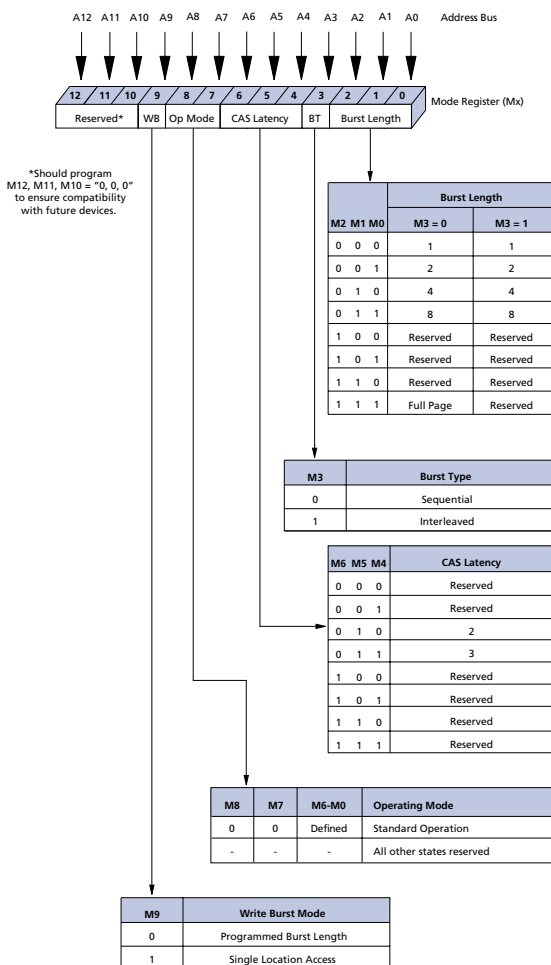 A12 A11 A10 A9 A8 A7 A6 A5 A4 A3 A2 A1 A0 Address Bus
12 11 10 9 8 7 6 5 4 3 2 1 0
Mode Register (Mx)
Reserved* WB Op Mode CAS Latency BT Burst Length
*Should program
M12, M11, M10 = “0, 0, 0”
to ensure compatibility
with future devices.
Burst Length
M2 M1 M0 M3 = 0 M3 = 1
0 0 0 1 1
0 0 1 2 2
0 1 0 4 4
0 1 1 8 8
1 0 0 Reserved Reserved
1 0 1 Reserved Reserved
1 1 0 Reserved Reserved
1 1 1 Full Page Reserved
M3 Burst Type
0 Sequential
1 Interleaved
M6 M5 M4 CAS Latency
0 0 0 Reserved
0 0 1 Reserved
0 1 0 2
0 1 1 3
1 0 0 Reserved
1 0 1 Reserved
1 1 0 Reserved
1 1 1 Reserved
M8 M7 M6-M0 Operating Mode
0 0 Defined Standard Operation
- - - All other states reserved
M9 Write Burst Mode
0 Programmed Burst Length
1 Single Location Access